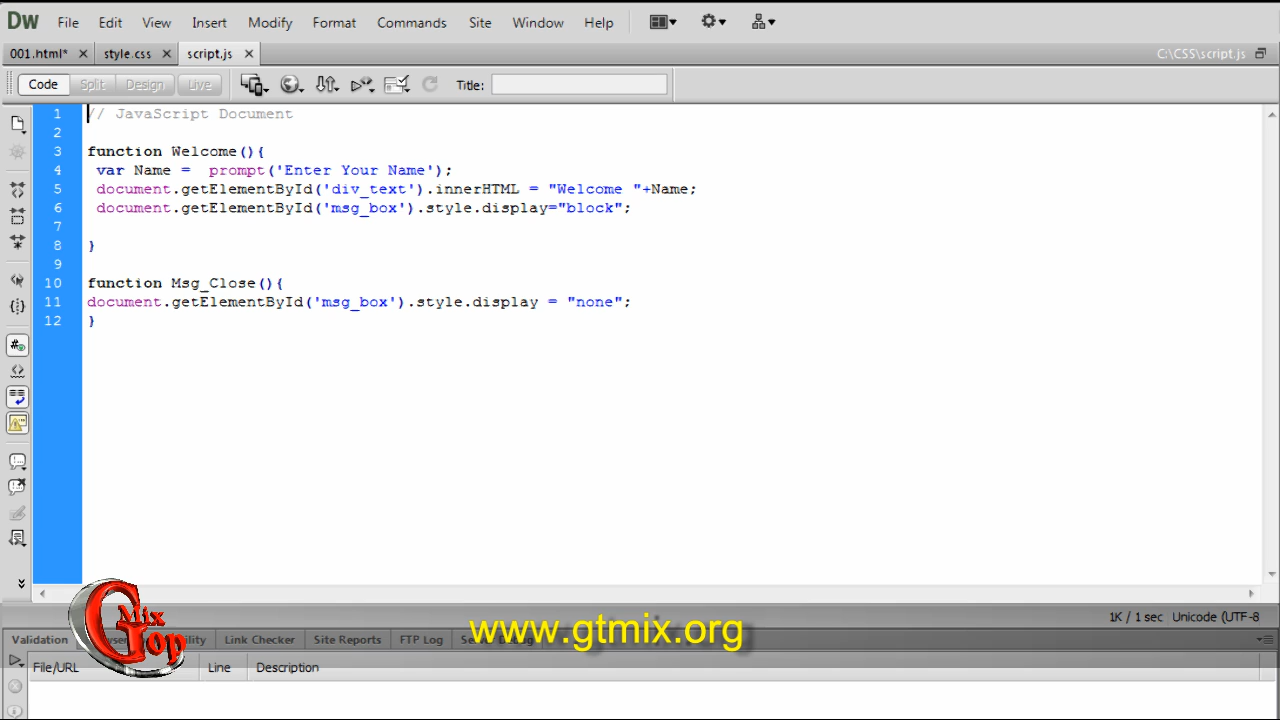 Dw File Edit View Insert Modify Format Commands Site Window Help
001.html* style.css script.js C:\CSS\script.js
Code Split Design Live Title:
1 // JavaScript Document
2
3 function Welcome(){
4 var Name =  prompt('Enter Your Name');
5 document.getElementById('div_text').innerHTML = "Welcome "+Name;
6 document.getElementById('msg_box').style.display="block";
7
8 }
9
10 function Msg_Close(){
11 document.getElementById('msg_box').style.display = "none";
12 }
1K / 1 sec Unicode (UTF-8
Validation Link Checker Site Reports FTP Log
www.gtmix.org
G Mix Top
File/URL Line Description